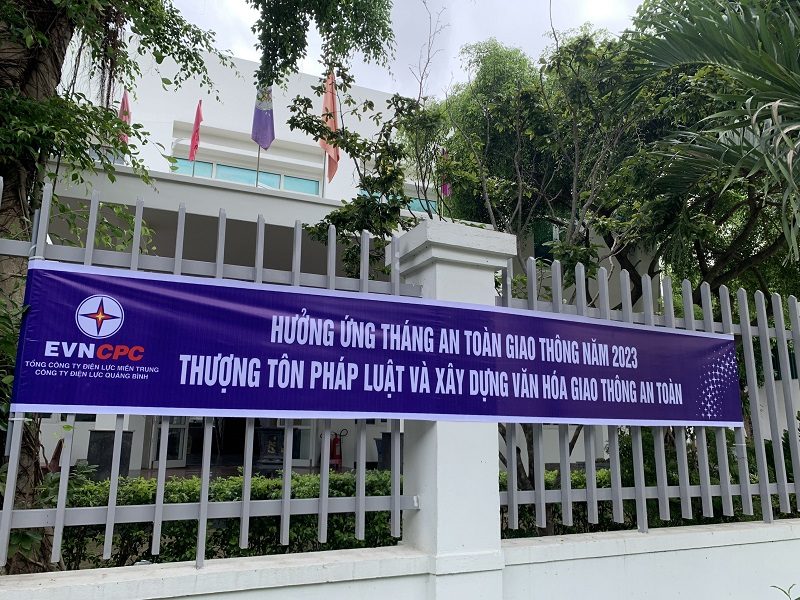 EVNCPC
TỔNG CÔNG TY ĐIỆN LỰC MIỀN TRUNG
CÔNG TY ĐIỆN LỰC QUẢNG BÌNH
HƯỞNG ỨNG THÁNG AN TOÀN GIAO THÔNG NĂM 2023
THƯỢNG TÔN PHÁP LUẬT VÀ XÂY DỰNG VĂN HÓA GIAO THÔNG AN TOÀN